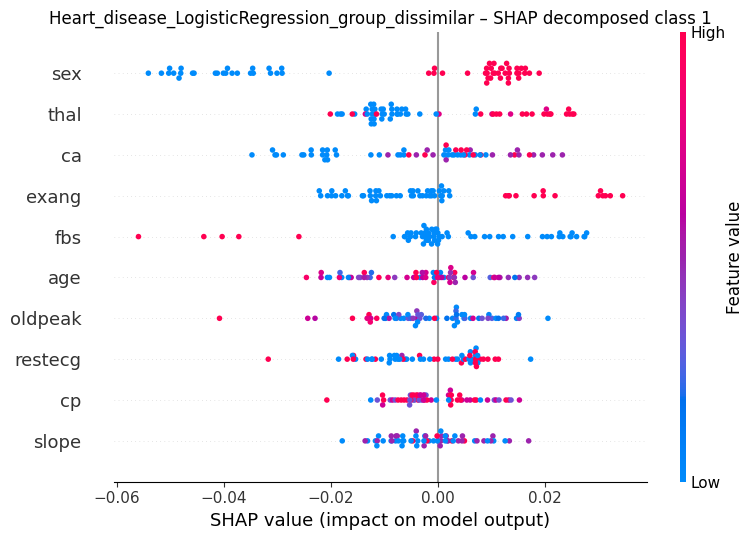 Heart_disease_LogisticRegression_group_dissimilar – SHAP decomposed class 1
High
sex
thal
ca
exang
fbs
age
oldpeak
restecg
cp
slope
Feature value
Low
−0.06 −0.04 −0.02 0.00 0.02
SHAP value (impact on model output)